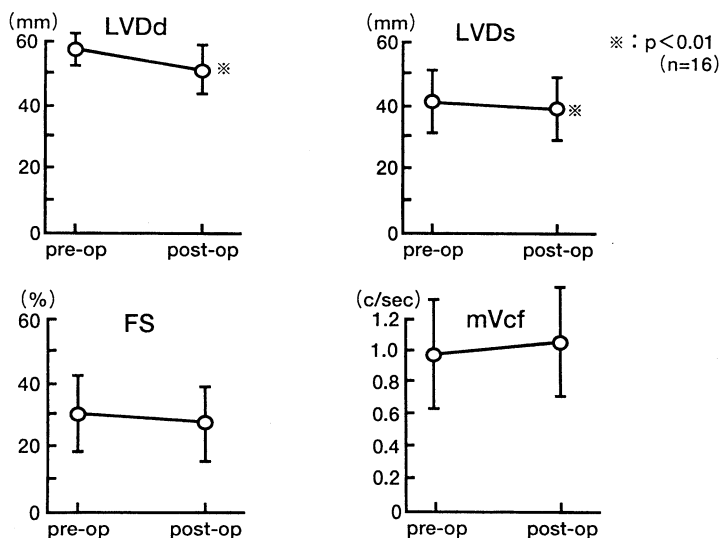 (mm)
LVDd
60
40
20
0
※
pre-op
post-op
(mm)
LVDs
60
40
20
0
※
pre-op
post-op
※：p＜0.01
(n=16)
(%)
FS
60
40
20
0
pre-op
post-op
(c/sec)
mVcf
1.2
1.0
0.8
0.6
0.4
0.2
0
pre-op
post-op